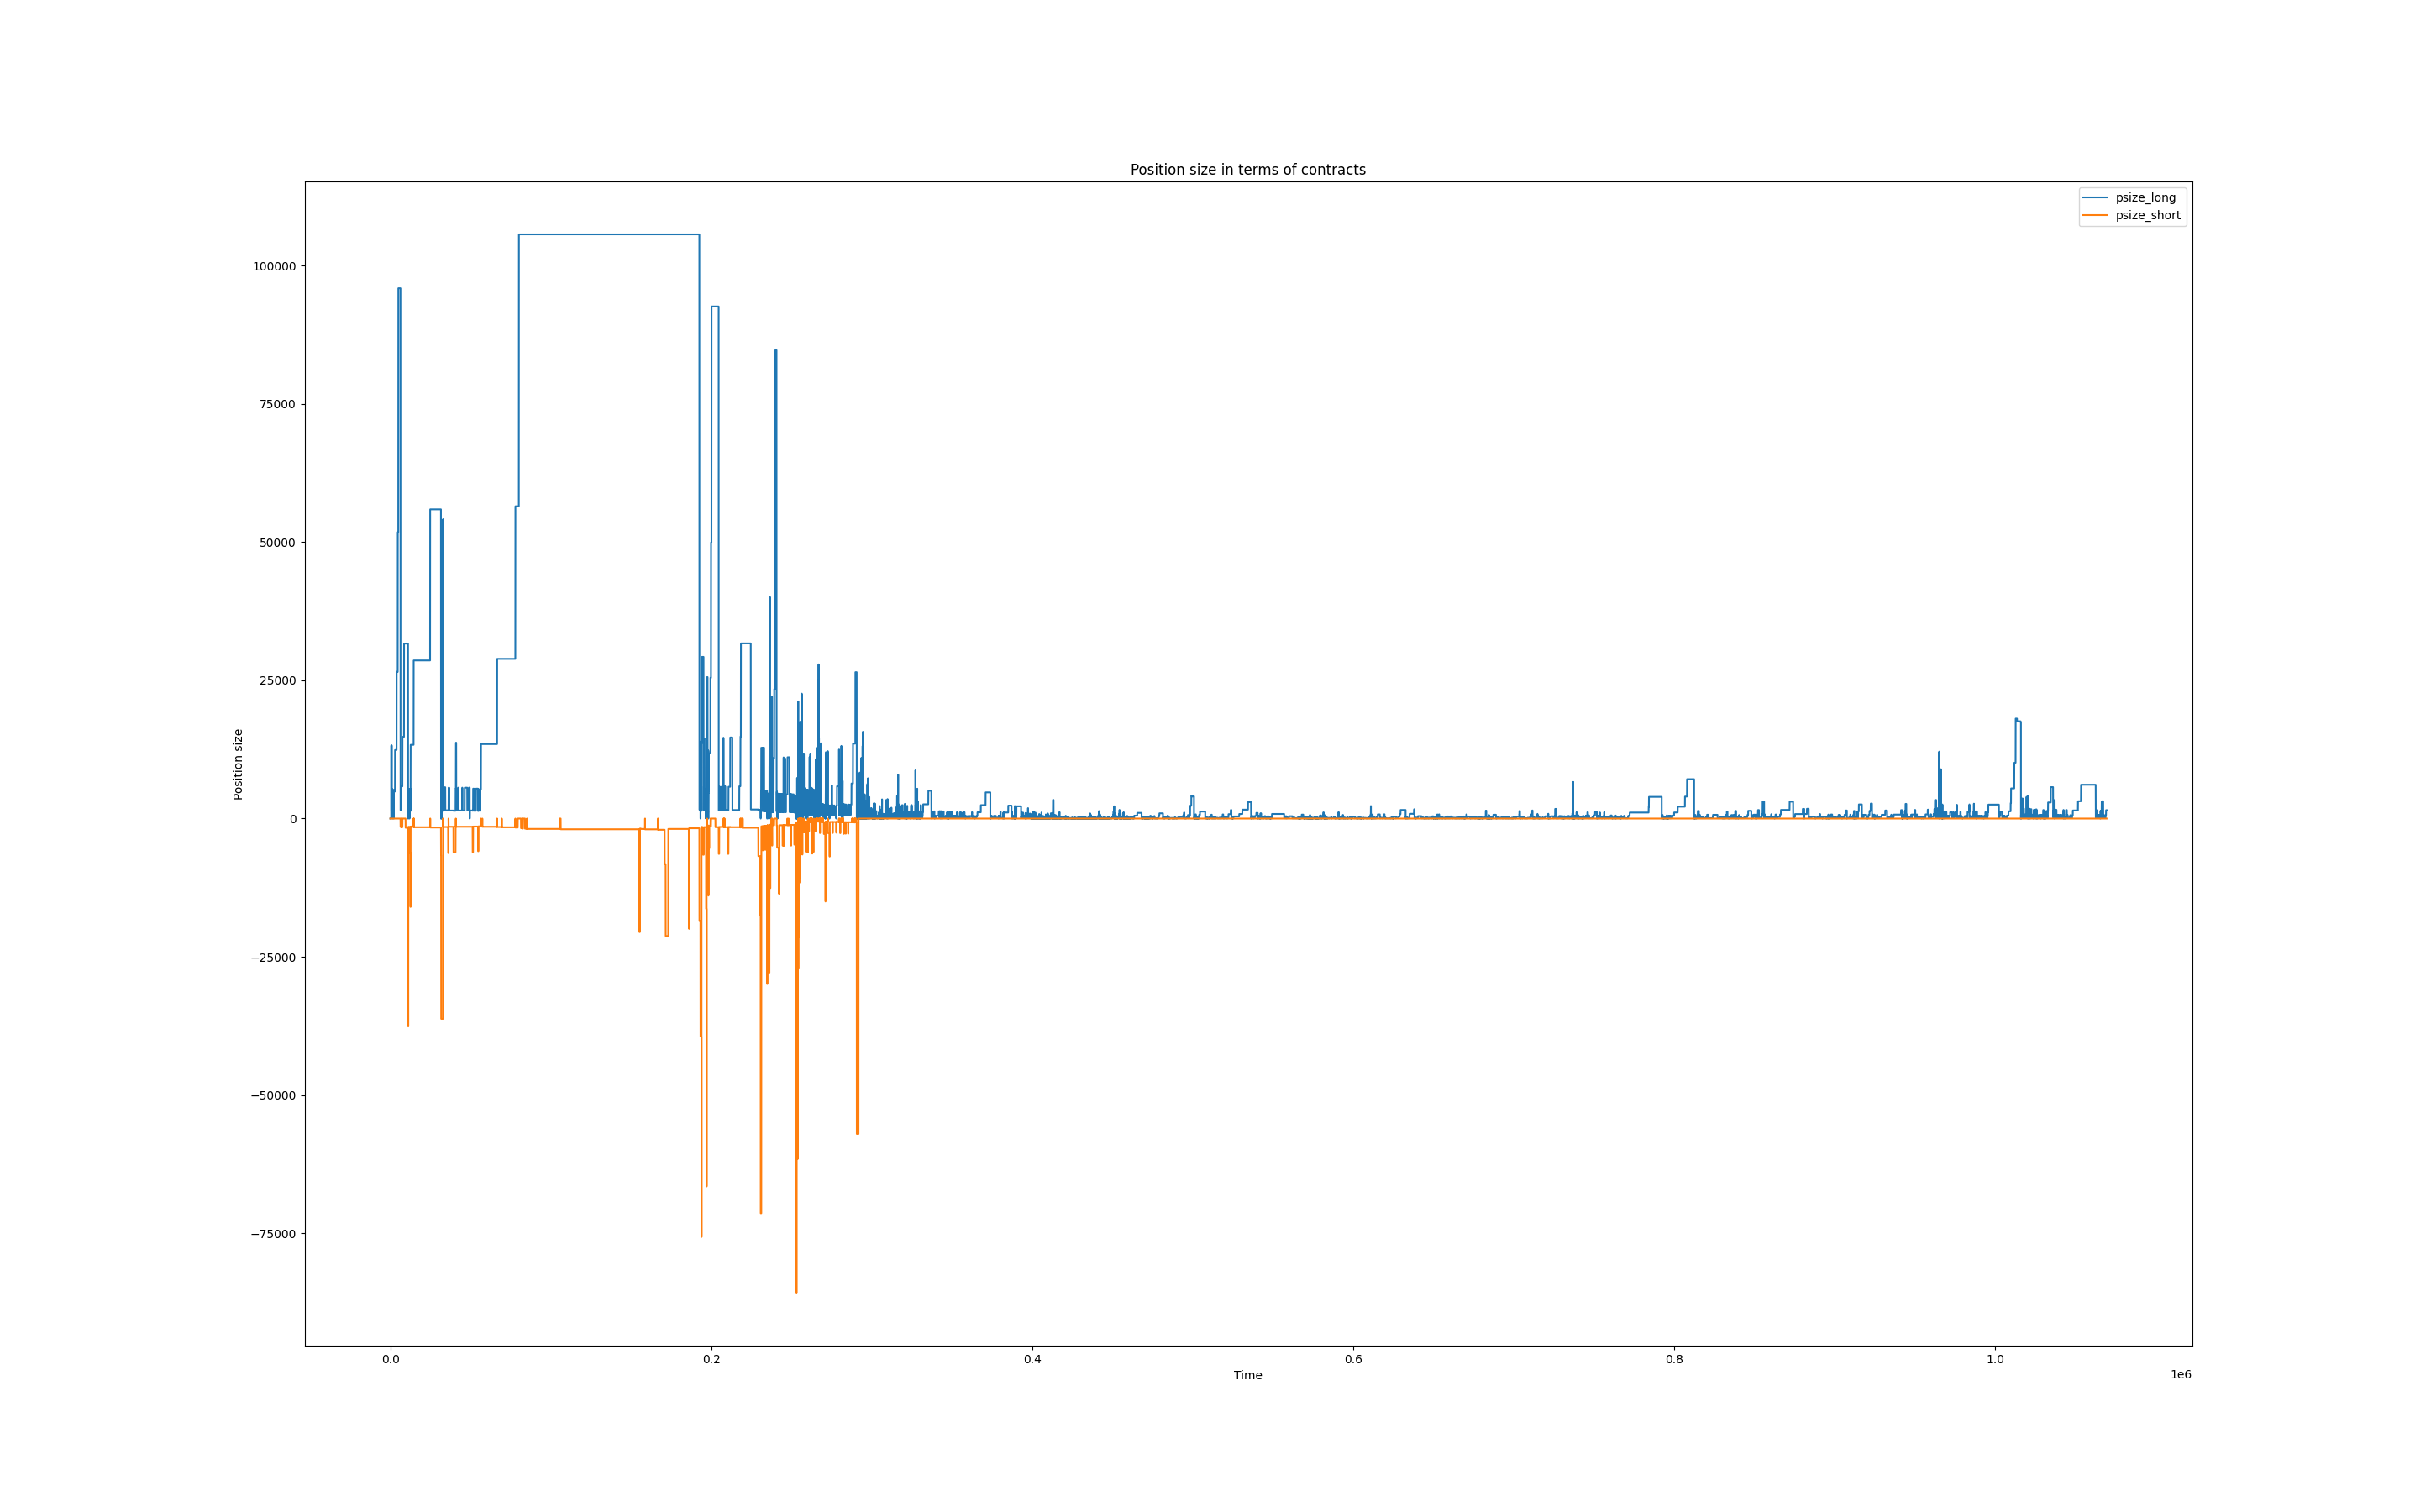 Position size in terms of contracts
psize_long
psize_short
Position size
100000
75000
50000
25000
0
−25000
−50000
−75000
0.0
0.2
0.4
0.6
0.8
1.0
Time
1e6